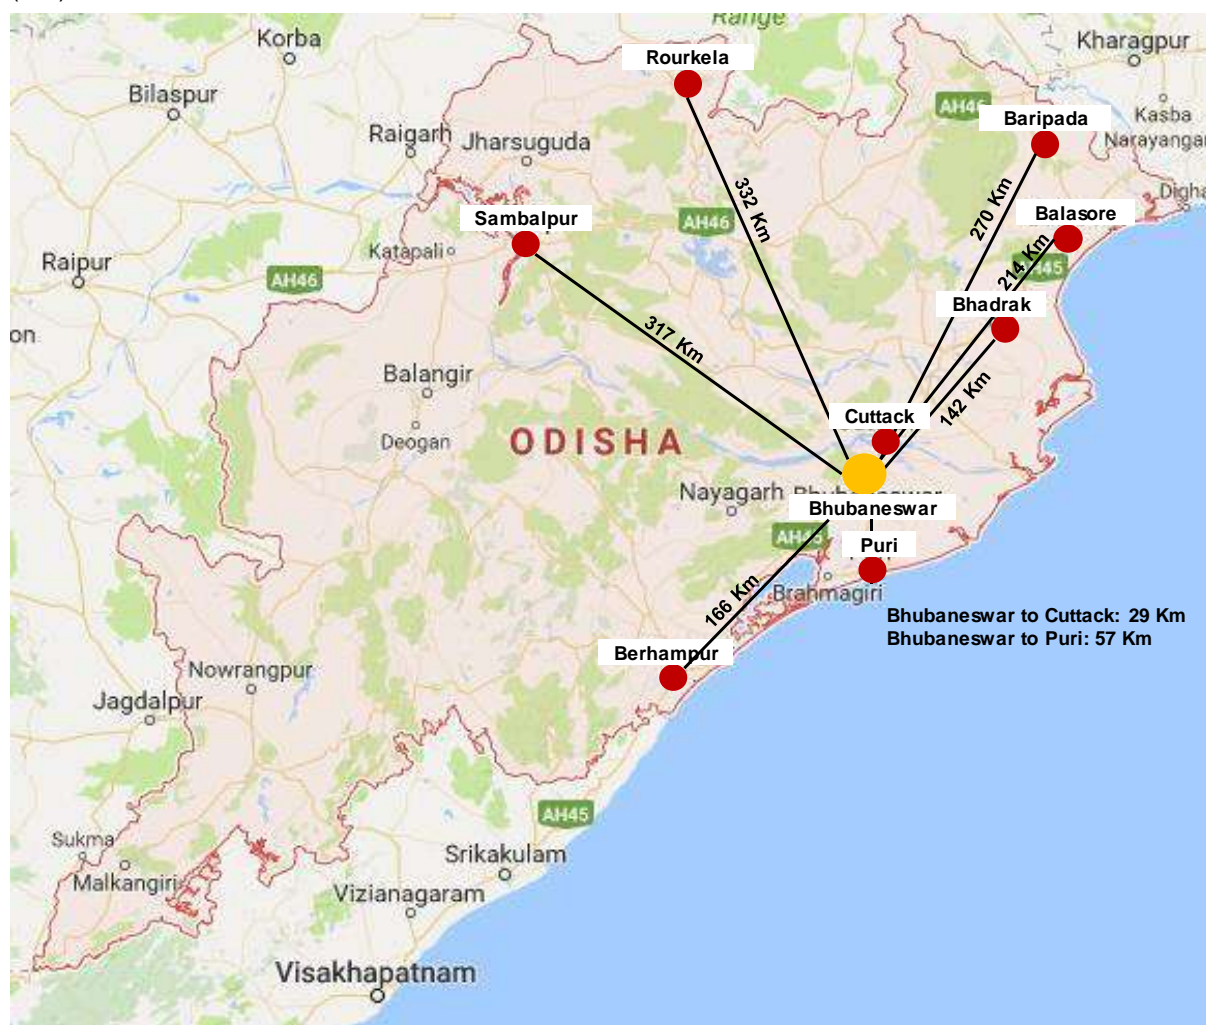 Range
Korba
Rourkela
Kharagpur
Bilaspur
AH46
Baripada
Kasba
Narayangar
Raigarh
Jharsuguda
332 Km
270 Km
Digha
Sambalpur
AH46
Balasore
Katapali
214 Km
Raipur
AH46
AH45
Bhadrak
on
317 Km
Balangir
142 Km
Cuttack
Deogan
ODISHA
Nayagarh
Bhubaneswar
Bhubaneswar
AH45
Puri
166 Km
Brahmagiri
Bhubaneswar to Cuttack: 29 Km
Bhubaneswar to Puri: 57 Km
Berhampur
Nowrangpur
Jagdalpur
AH45
Sukma
Srikakulam
Malkangiri
Vizianagaram
Visakhapatnam